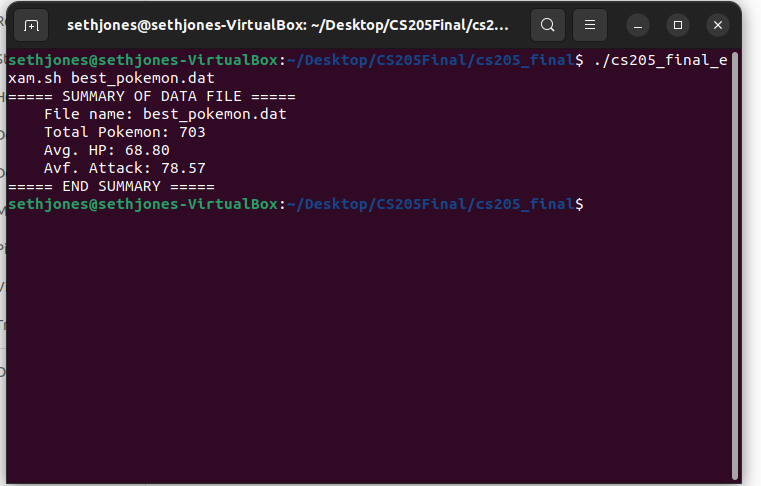 sethjones@sethjones-VirtualBox: ~/Desktop/CS205Final/cs2...
sethjones@sethjones-VirtualBox:~/Desktop/CS205Final/cs205_final$ ./cs205_final_e
xam.sh best_pokemon.dat
===== SUMMARY OF DATA FILE =====
    File name: best_pokemon.dat
    Total Pokemon: 703
    Avg. HP: 68.80
    Avf. Attack: 78.57
===== END SUMMARY =====
sethjones@sethjones-VirtualBox:~/Desktop/CS205Final/cs205_final$